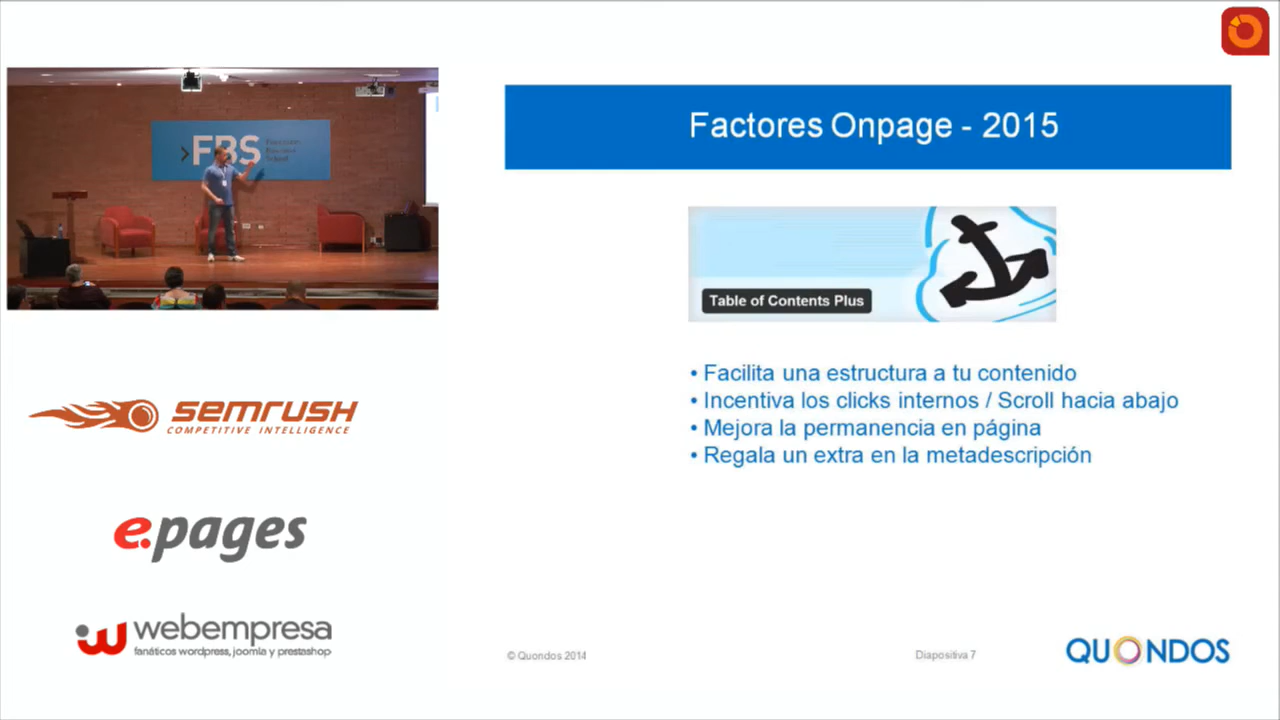 FBS
Business
School
Factores Onpage - 2015
Table of Contents Plus
• Facilita una estructura a tu contenido
• Incentiva los clicks internos / Scroll hacia abajo
• Mejora la permanencia en página
• Regala un extra en la metadescripción
SEMRUSH
COMPETITIVE INTELLIGENCE
e.pages
webempresa
fanáticos wordpress, joomla y prestashop
© Quondos 2014
Diapositiva 7
QUONDOS